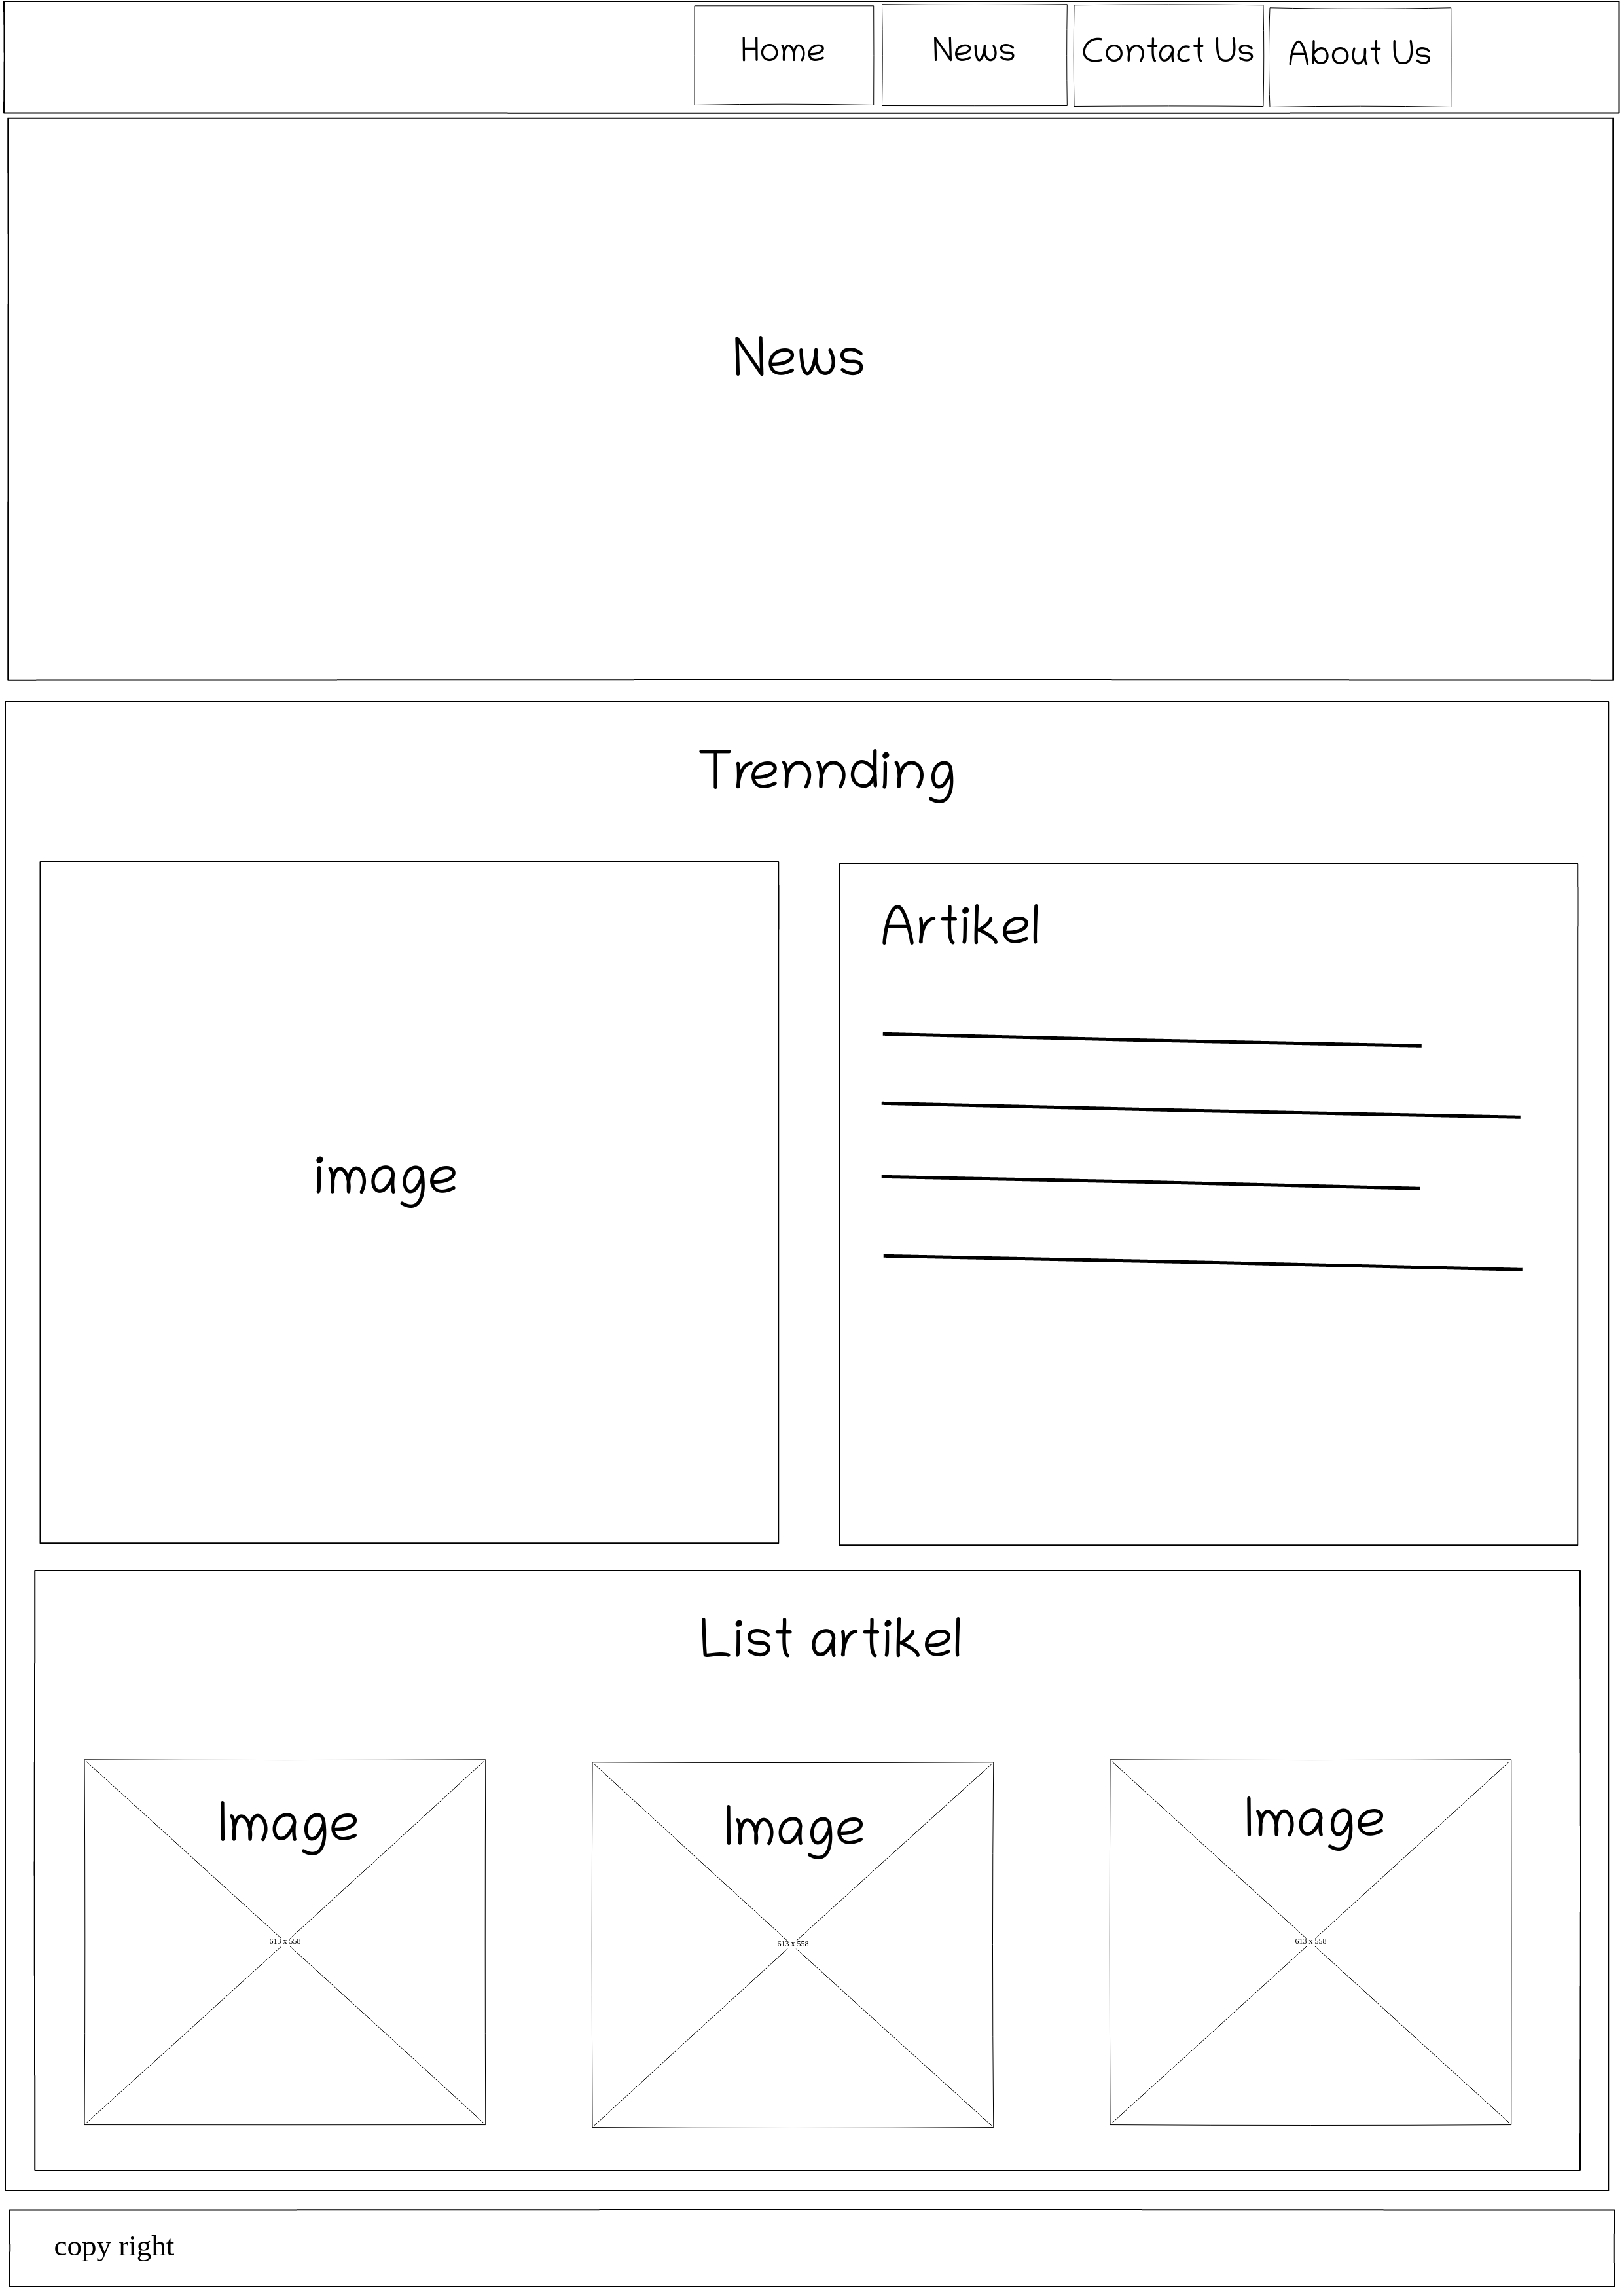 Home News Contact Us About Us
News
Trennding
image
Artikel
List artikel
Image Image Image
613 x 558 613 x 558 613 x 558
copy right